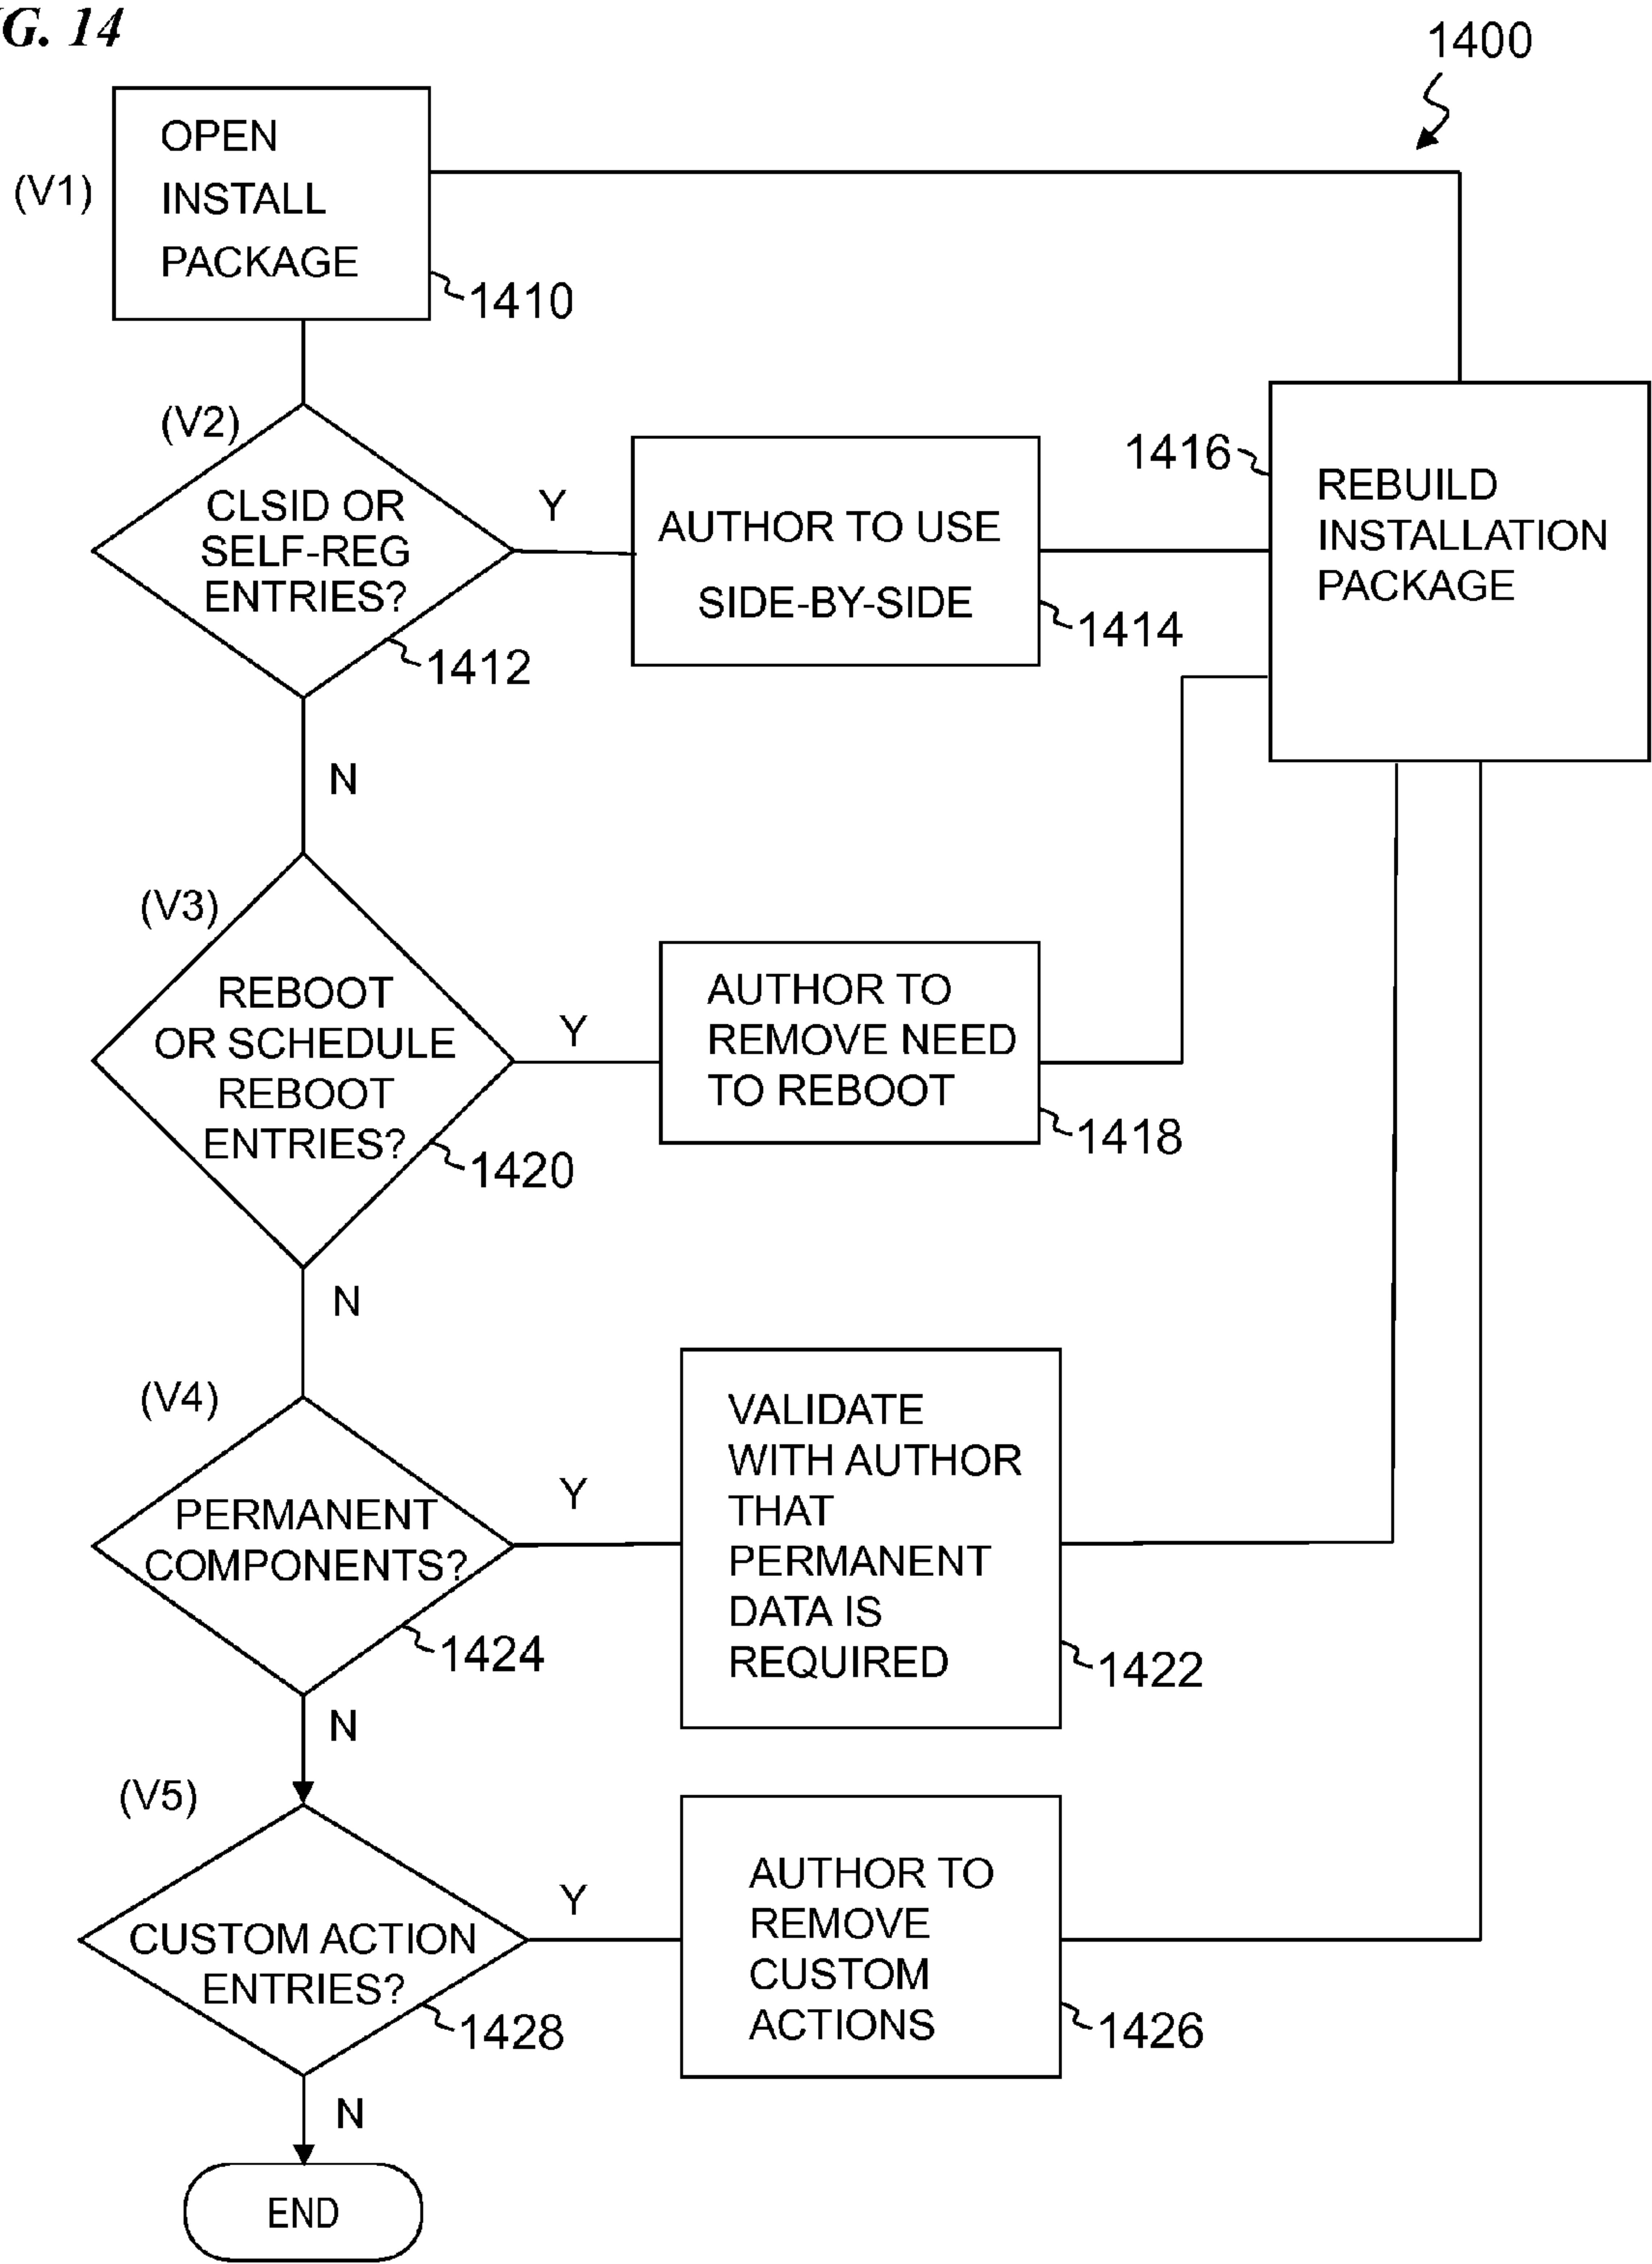 G. 14
1400
(V1)
OPEN
INSTALL
PACKAGE
1410
(V2)
CLSID OR
SELF-REG
ENTRIES?
1412
Y
AUTHOR TO USE
SIDE-BY-SIDE
1414
1416
REBUILD
INSTALLATION
PACKAGE
N
(V3)
REBOOT
OR SCHEDULE
REBOOT
ENTRIES?
1420
Y
AUTHOR TO
REMOVE NEED
TO REBOOT
1418
N
(V4)
PERMANENT
COMPONENTS?
1424
Y
VALIDATE
WITH AUTHOR
THAT
PERMANENT
DATA IS
REQUIRED
1422
N
(V5)
CUSTOM ACTION
ENTRIES?
1428
Y
AUTHOR TO
REMOVE
CUSTOM
ACTIONS
1426
N
END